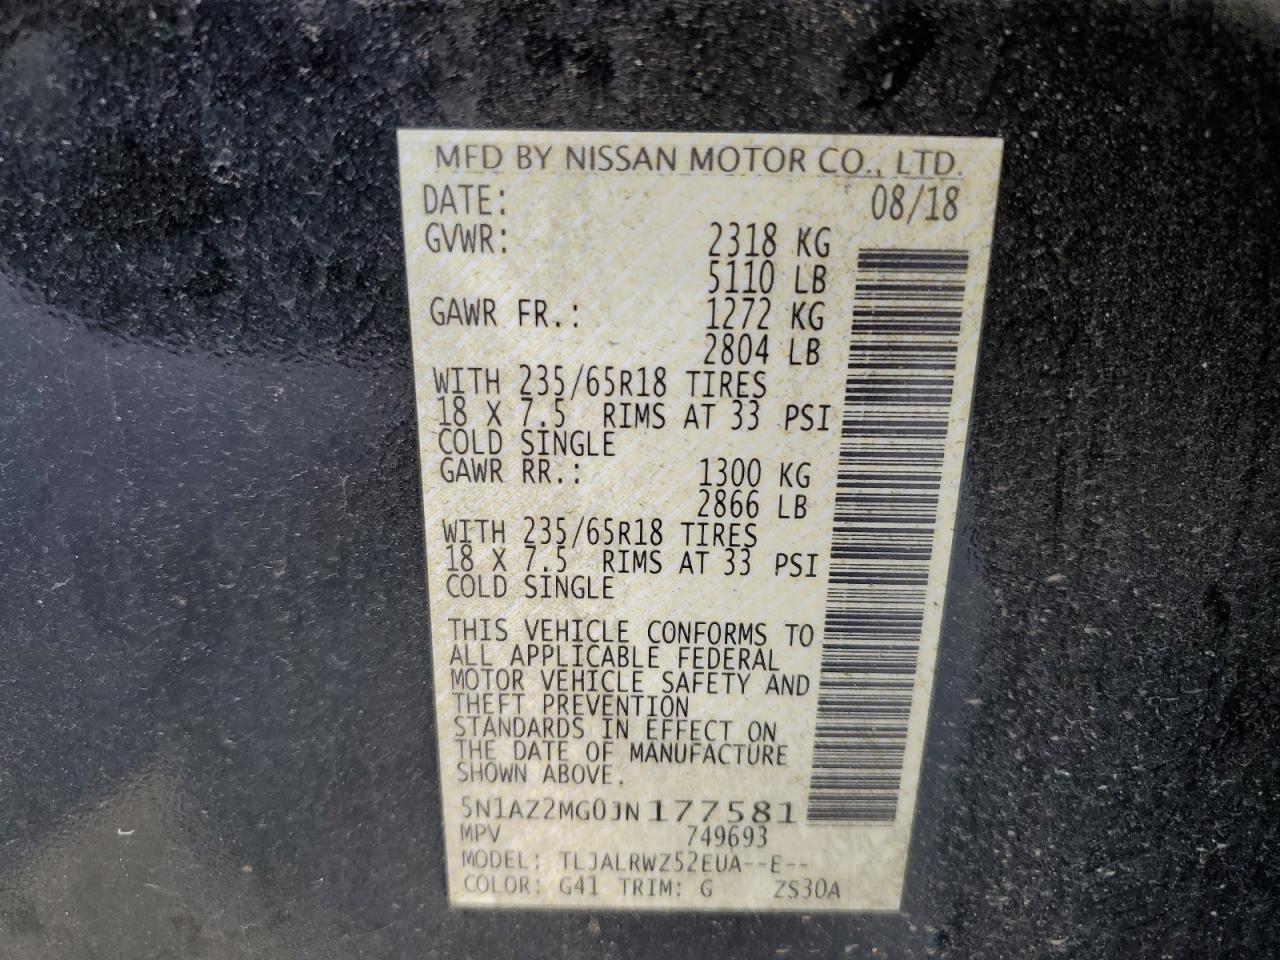 MFD BY NISSAN MOTOR CO., LTD.
DATE: 08/18
GVWR: 2318 KG
5110 LB
GAWR FR.: 1272 KG
2804 LB
WITH 235/65R18 TIRES
18 X 7.5 RIMS AT 33 PSI
COLD SINGLE
GAWR RR.: 1300 KG
2866 LB
WITH 235/65R18 TIRES
18 X 7.5 RIMS AT 33 PSI
COLD SINGLE
THIS VEHICLE CONFORMS TO
ALL APPLICABLE FEDERAL
MOTOR VEHICLE SAFETY AND
THEFT PREVENTION
STANDARDS IN EFFECT ON
THE DATE OF MANUFACTURE
SHOWN ABOVE.
5N1AZ2MG0JN177581
MPV 749693
MODEL: TLJALRWZ52EUA--E--
COLOR: G41 TRIM: G ZS30A